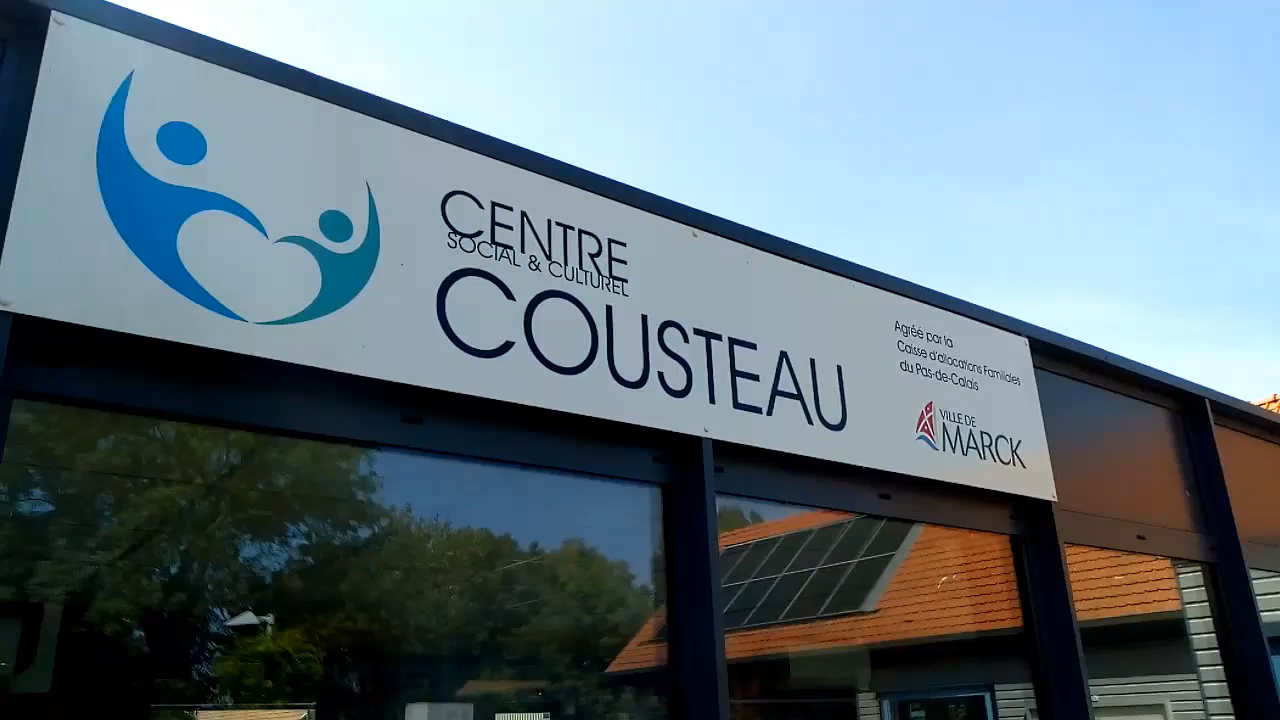 CENTRE
SOCIAL & CULTUREL
COUSTEAU
Agréé par la
Caisse d'allocations Familiales
du Pas-de-Calais
VILLE DE
MARCK